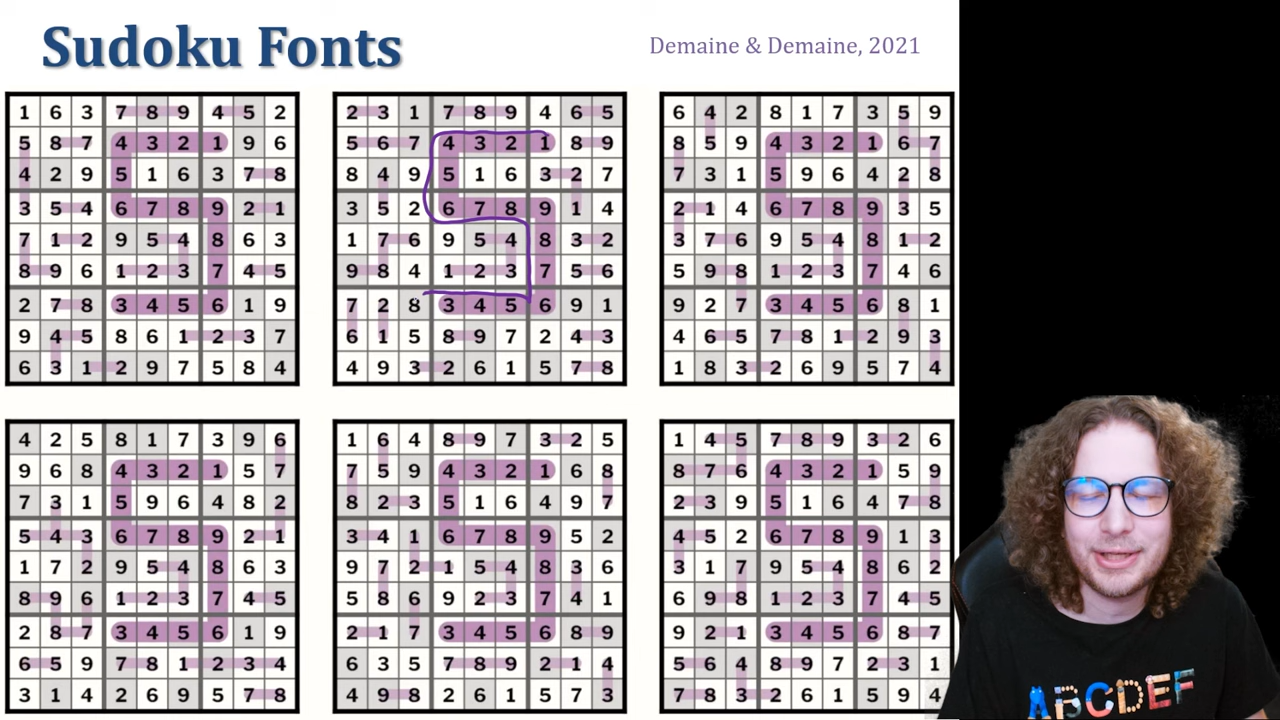 Sudoku Fonts
Demaine & Demaine, 2021
1 6 3 7 8 9 4 5 2
5 8 7 4 3 2 1 9 6
4 2 9 5 1 6 3 7 8
3 5 4 6 7 8 9 2 1
7 1 2 9 5 4 8 6 3
8 9 6 1 2 3 7 4 5
2 7 8 3 4 5 6 1 9
9 4 5 8 6 1 2 3 7
6 3 1 2 9 7 5 8 4
2 3 1 7 8 9 4 6 5
5 6 7 4 3 2 1 8 9
8 4 9 5 1 6 3 2 7
3 5 2 6 7 8 9 1 4
1 7 6 9 5 4 8 3 2
9 8 4 1 2 3 7 5 6
7 2 8 3 4 5 6 9 1
6 1 5 8 9 7 2 4 3
4 9 3 2 6 1 5 7 8
6 4 2 8 1 7 3 5 9
8 5 9 4 3 2 1 6 7
7 3 1 5 9 6 4 2 8
2 1 4 6 7 8 9 3 5
3 7 6 9 5 4 8 1 2
5 9 8 1 2 3 7 4 6
9 2 7 3 4 5 6 8 1
4 6 5 7 8 1 2 9 3
1 8 3 2 6 9 5 7 4
4 2 5 8 1 7 3 9 6
9 6 8 4 3 2 1 5 7
7 3 1 5 9 6 4 8 2
5 4 3 6 7 8 9 2 1
1 7 2 9 5 4 8 6 3
8 9 6 1 2 3 7 4 5
2 8 7 3 4 5 6 1 9
6 5 9 7 8 1 2 3 4
3 1 4 2 6 9 5 7 8
1 6 4 8 9 7 3 2 5
7 5 9 4 3 2 1 6 8
8 2 3 5 1 6 4 9 7
3 4 1 6 7 8 9 5 2
9 7 2 1 5 4 8 3 6
5 8 6 9 2 3 7 4 1
2 1 7 3 4 5 6 8 9
6 3 5 7 8 9 2 1 4
4 9 8 2 6 1 5 7 3
1 4 5 7 8 9 3 2 6
8 7 6 4 3 2 1 5 9
2 3 9 5 1 6 4 7 8
4 5 2 6 7 8 9 1 3
3 1 7 9 5 4 8 6 2
6 9 8 1 2 3 7 4 5
9 2 1 3 4 5 6 8 7
5 6 4 8 9 7 2 3 1
7 8 3 2 6 1 5 9 4
ABCDEF